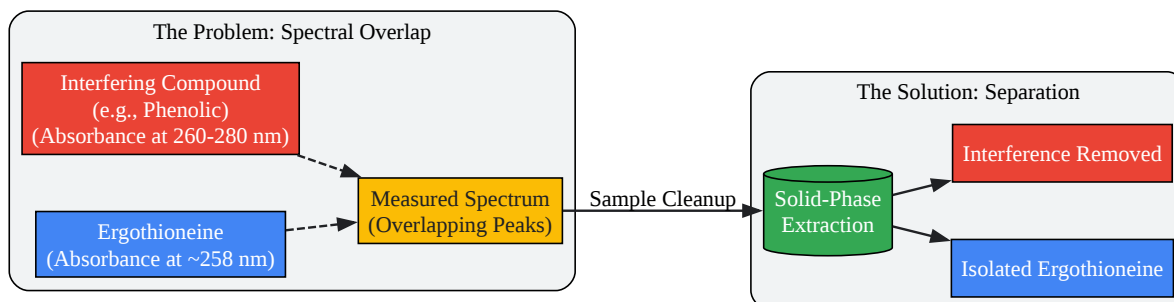 The Problem: Spectral Overlap
Interfering Compound
(e.g., Phenolic)
(Absorbance at 260-280 nm)
Ergothioneine
(Absorbance at ~258 nm)
Measured Spectrum
(Overlapping Peaks)
Sample Cleanup
The Solution: Separation
Solid-Phase
Extraction
Interference Removed
Isolated Ergothioneine